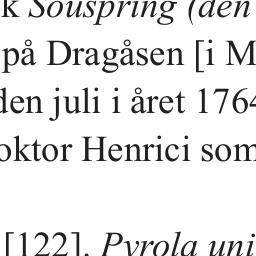 k Souspring (den
på Dragåsen [i M
den juli i året 1764
oktor Henrici som
[122]. Pyrola uni